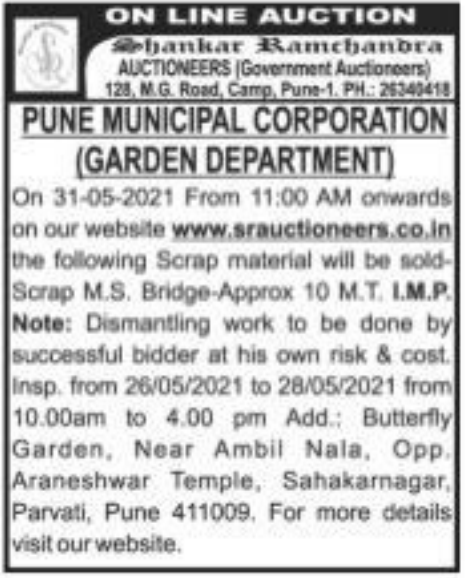 ON LINE AUCTION
Shankar Ramchandra
AUCTIONEERS (Government Auctioneers)
128, M.G. Road, Camp, Pune-1. PH.: 26340418
PUNE MUNICIPAL CORPORATION
(GARDEN DEPARTMENT)
On 31-05-2021 From 11:00 AM onwards
on our website www.srauctioneers.co.in
the following Scrap material will be sold-
Scrap M.S. Bridge-Approx 10 M.T. I.M.P.
Note: Dismantling work to be done by
successful bidder at his own risk & cost.
Insp. from 26/05/2021 to 28/05/2021 from
10.00am to 4.00 pm Add.: Butterfly
Garden, Near Ambil Nala, Opp.
Araneshwar Temple, Sahakarnagar,
Parvati, Pune 411009. For more details
visit our website.